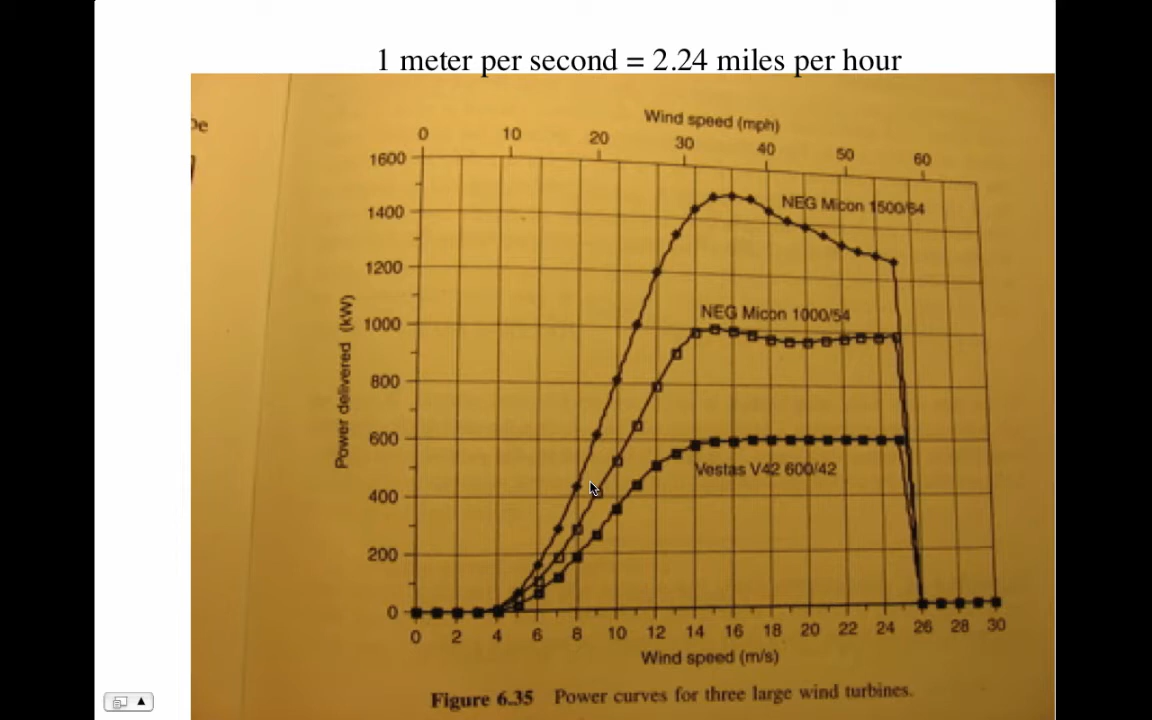 1 meter per second = 2.24 miles per hour
Wind speed (mph)
0 10 20 30 40 50 60
Power delivered (kW)
1600
1400
1200
1000
800
600
400
200
0
NEG Micon 1500/64
NEG Micon 1000/54
Vestas V42 600/42
0 2 4 6 8 10 12 14 16 18 20 22 24 26 28 30
Wind speed (m/s)
Figure 6.35 Power curves for three large wind turbines.